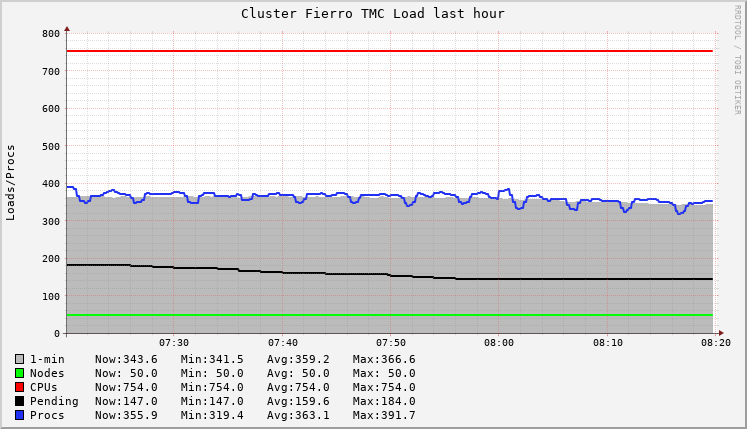 Cluster Fierro TMC Load last hour
RRDTOOL / TOBI OETIKER
Loads/Procs
800
700
600
500
400
300
200
100
0
07:30 07:40 07:50 08:00 08:10 08:20
1-min Now:343.6 Min:341.5 Avg:359.2 Max:366.6
Nodes Now: 50.0 Min: 50.0 Avg: 50.0 Max: 50.0
CPUs Now:754.0 Min:754.0 Avg:754.0 Max:754.0
Pending Now:147.0 Min:147.0 Avg:159.6 Max:184.0
Procs Now:355.9 Min:319.4 Avg:363.1 Max:391.7